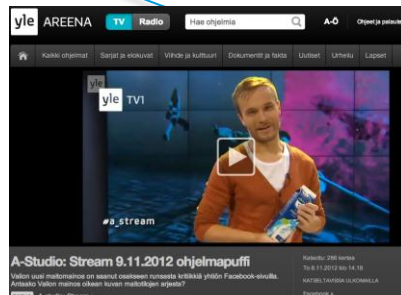 yle AREENA TV Radio Hae ohjelmia A-Ö Ohjeet ja palaute
Kaikki ohjelmat Sarjat ja elokuvat Viihde ja kulttuuri Dokumentit ja fakta Uutiset Urheilu Lapset
yle
yle TV1
#a_stream
A-Studio: Stream 9.11.2012 ohjelmapuffi
Valion uusi maitomainos on saanut osakseen runsasta kritiikkiä yhtiön Facebook-sivuilla.
Antaako Valion mainos oikean kuvan maitotilojen arjesta?
Katsottu: 286 kertaa
To 8.11.2012 klo 14.18
KATSELTAVISSA ULKOMAILLA
Facebook